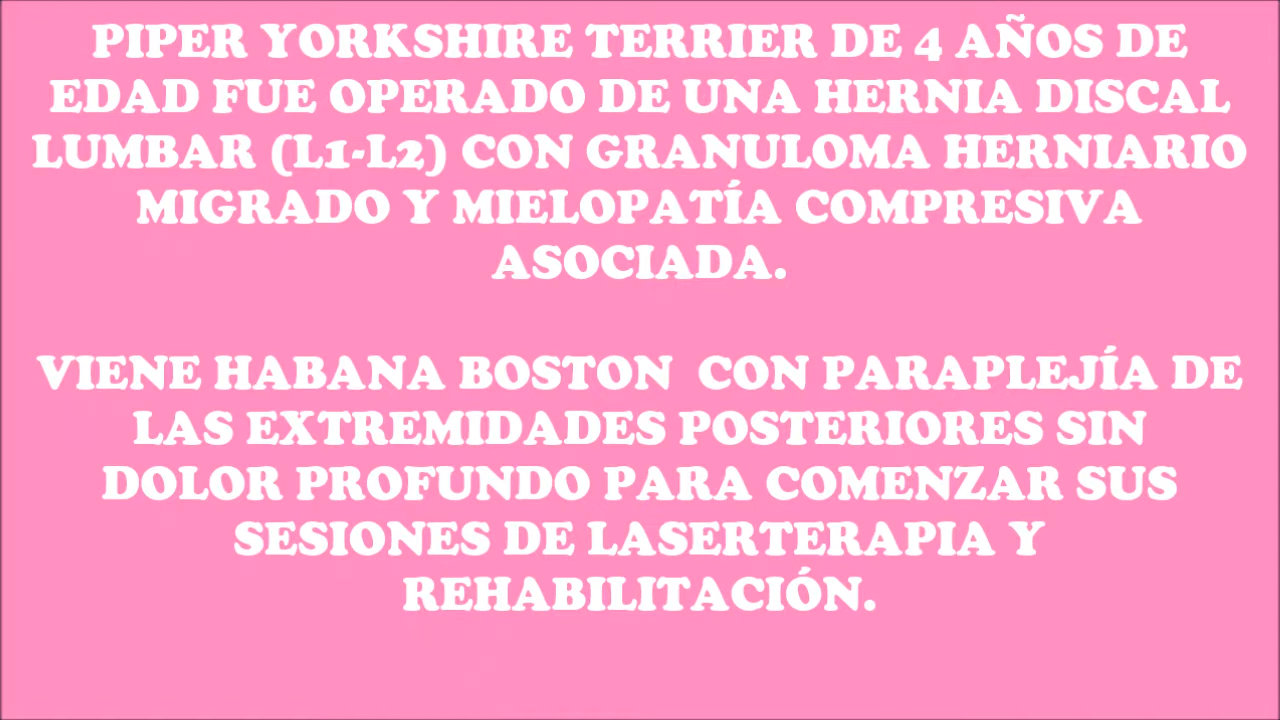 PIPER YORKSHIRE TERRIER DE 4 AÑOS DE
EDAD FUE OPERADO DE UNA HERNIA DISCAL
LUMBAR (L1-L2) CON GRANULOMA HERNIARIO
MIGRADO Y MIELOPATÍA COMPRESIVA
ASOCIADA.
VIENE HABANA BOSTON CON PARAPLEJÍA DE
LAS EXTREMIDADES POSTERIORES SIN
DOLOR PROFUNDO PARA COMENZAR SUS
SESIONES DE LASERTERAPIA Y
REHABILITACIÓN.